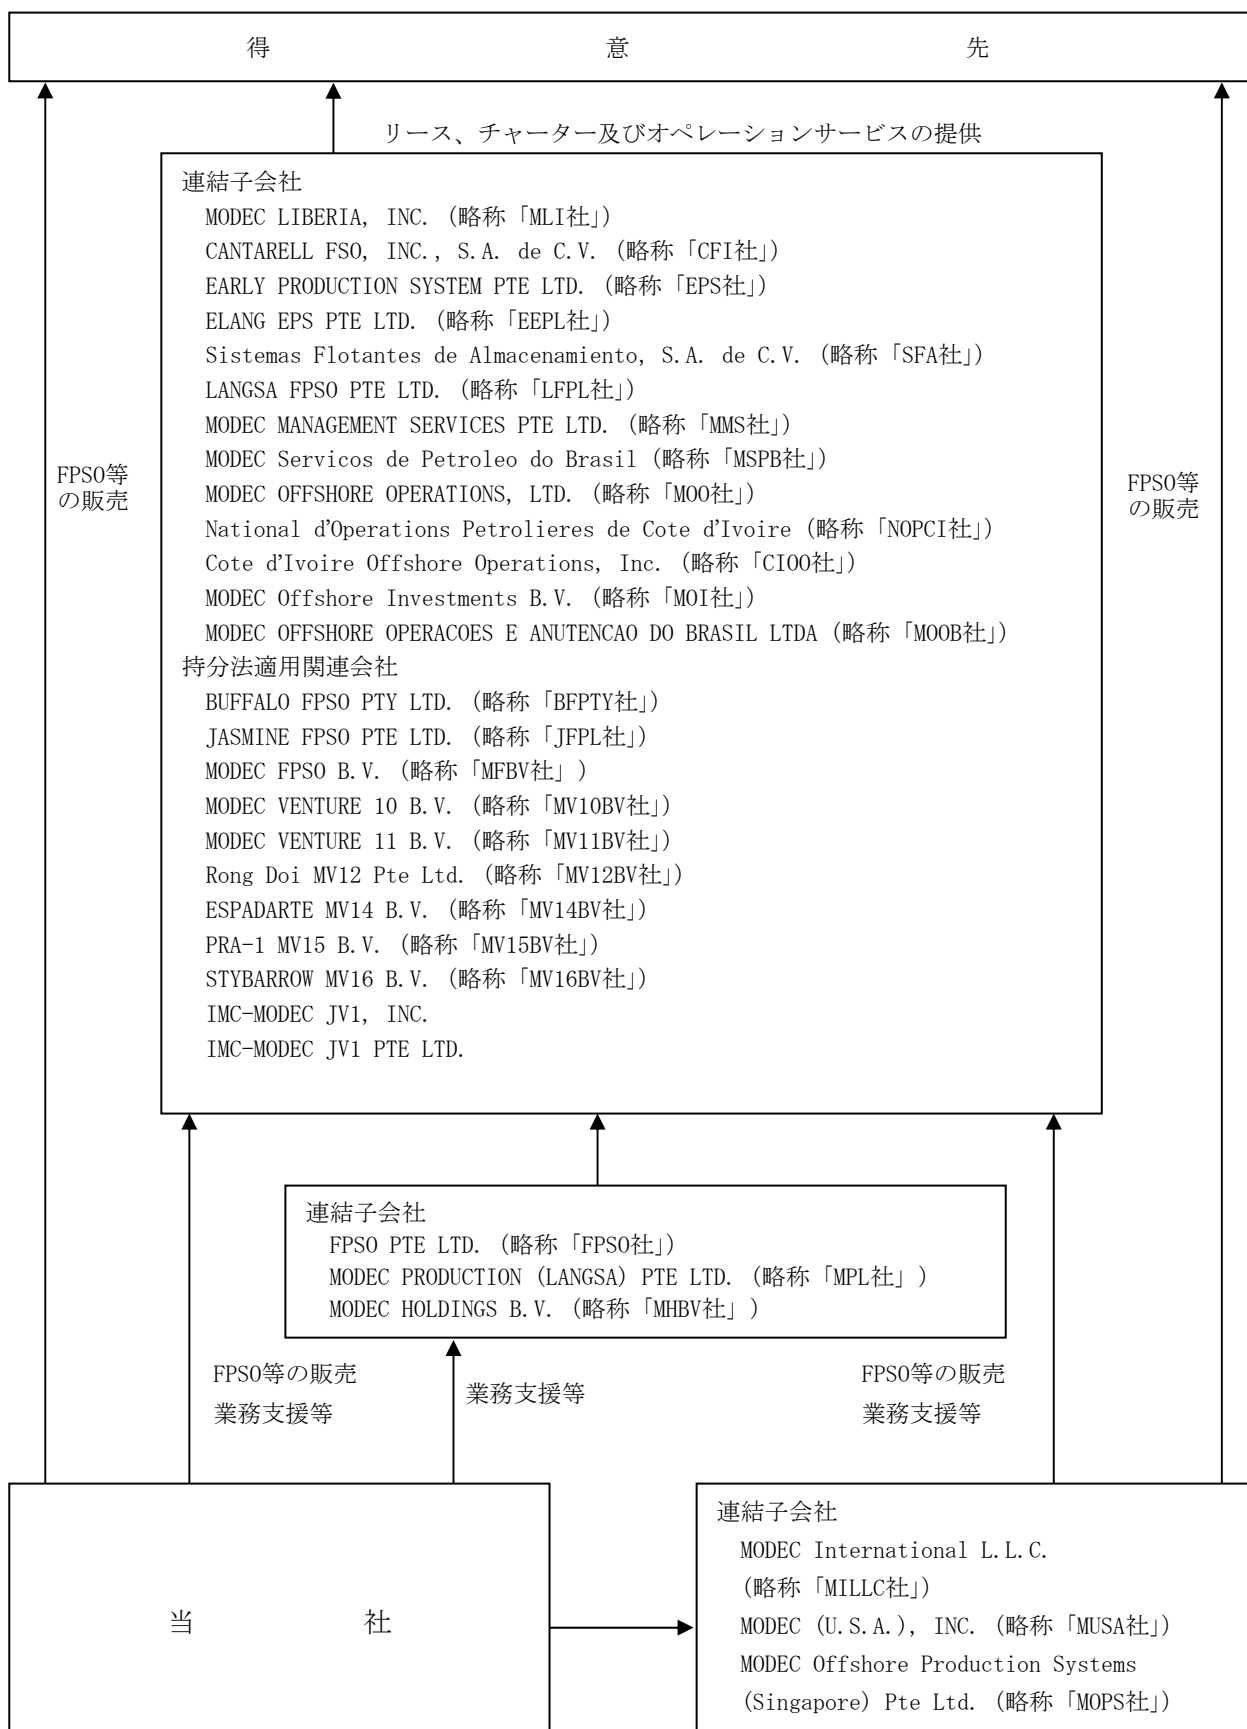 得意先
リース、チャーター及びオペレーションサービスの提供
連結子会社
MODEC LIBERIA, INC. (略称「MLI社」)
CANTARELL FSO, INC., S.A. de C.V. (略称「CFI社」)
EARLY PRODUCTION SYSTEM PTE LTD. (略称「EPS社」)
ELANG EPS PTE LTD. (略称「EEPL社」)
Sistemas Flotantes de Almacenamiento, S.A. de C.V. (略称「SFA社」)
LANGSA FPSO PTE LTD. (略称「LFPL社」)
MODEC MANAGEMENT SERVICES PTE LTD. (略称「MMS社」)
MODEC Servicos de Petroleo do Brasil (略称「MSPB社」)
MODEC OFFSHORE OPERATIONS, LTD. (略称「MOO社」)
National d'Operations Petrolieres de Cote d'Ivoire (略称「NOPCI社」)
Cote d'Ivoire Offshore Operations, Inc. (略称「CIOO社」)
MODEC Offshore Investments B.V. (略称「MOI社」)
MODEC OFFSHORE OPERACOES E ANUTENCAO DO BRASIL LTDA (略称「MOOB社」)
持分法適用関連会社
BUFFALO FPSO PTY LTD. (略称「BFPTY社」)
JASMINE FPSO PTE LTD. (略称「JFPL社」)
MODEC FPSO B.V. (略称「MFBV社」)
MODEC VENTURE 10 B.V. (略称「MV10BV社」)
MODEC VENTURE 11 B.V. (略称「MV11BV社」)
Rong Doi MV12 Pte Ltd. (略称「MV12BV社」)
ESPADARTE MV14 B.V. (略称「MV14BV社」)
PRA-1 MV15 B.V. (略称「MV15BV社」)
STYBARROW MV16 B.V. (略称「MV16BV社」)
IMC-MODEC JV1, INC.
IMC-MODEC JV1 PTE LTD.
FPSO等
の販売
FPSO等
の販売
連結子会社
FPSO PTE LTD. (略称「FPSO社」)
MODEC PRODUCTION (LANGSA) PTE LTD. (略称「MPL社」)
MODEC HOLDINGS B.V. (略称「MHBV社」)
FPSO等の販売
業務支援等
業務支援等
FPSO等の販売
業務支援等
当社
連結子会社
MODEC International L.L.C.
(略称「MILLC社」)
MODEC (U.S.A.), INC. (略称「MUSA社」)
MODEC Offshore Production Systems
(Singapore) Pte Ltd. (略称「MOPS社」)